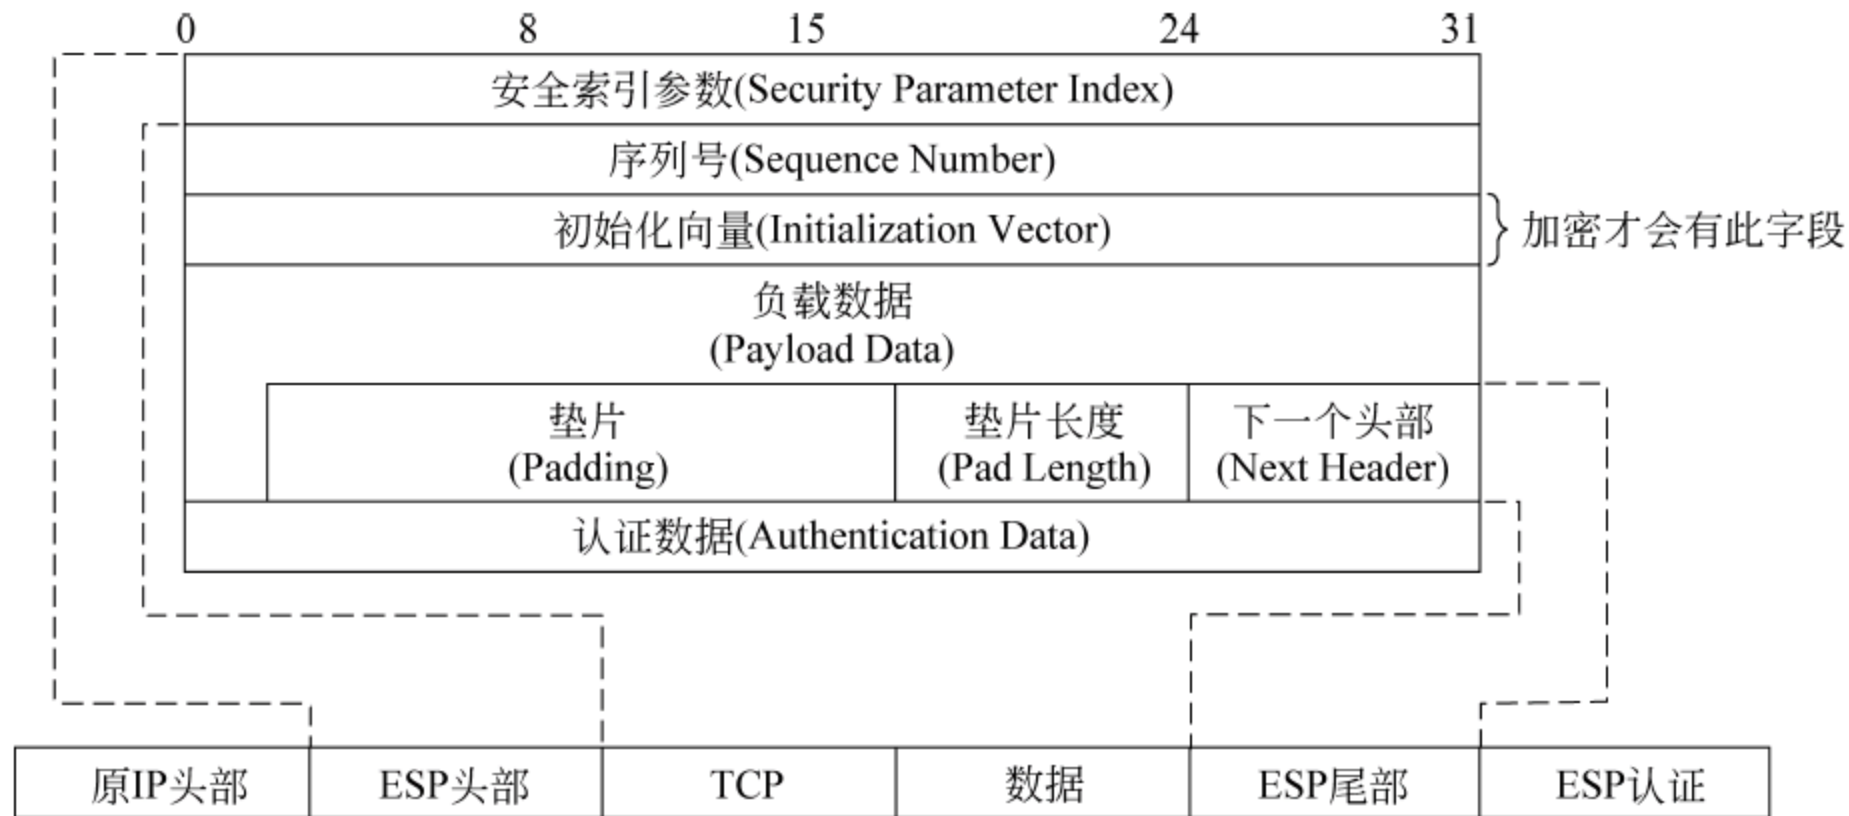 0 8 15 24 31
安全索引参数(Security Parameter Index)
序列号(Sequence Number)
初始化向量(Initialization Vector)
加密才会有此字段
负载数据
(Payload Data)
垫片
(Padding)
垫片长度
(Pad Length)
下一个头部
(Next Header)
认证数据(Authentication Data)
原IP头部 ESP头部 TCP 数据 ESP尾部 ESP认证